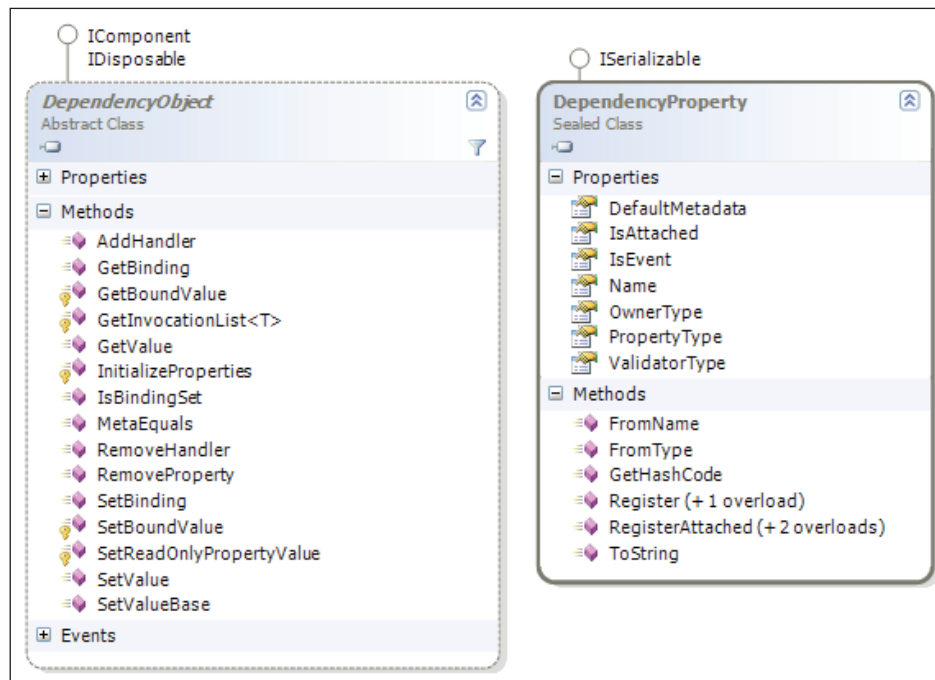 IComponent
IDisposable
DependencyObject
Abstract Class
Properties
Methods
AddHandler
GetBinding
GetBoundValue
GetInvocationList<T>
GetValue
InitializeProperties
IsBindingSet
MetaEquals
RemoveHandler
RemoveProperty
SetBinding
SetBoundValue
SetReadOnlyPropertyValue
SetValue
SetValueBase
Events
ISerializable
DependencyProperty
Sealed Class
Properties
DefaultMetadata
IsAttached
IsEvent
Name
OwnerType
PropertyType
ValidatorType
Methods
FromName
FromType
GetHashCode
Register (+ 1 overload)
RegisterAttached (+ 2 overloads)
ToString